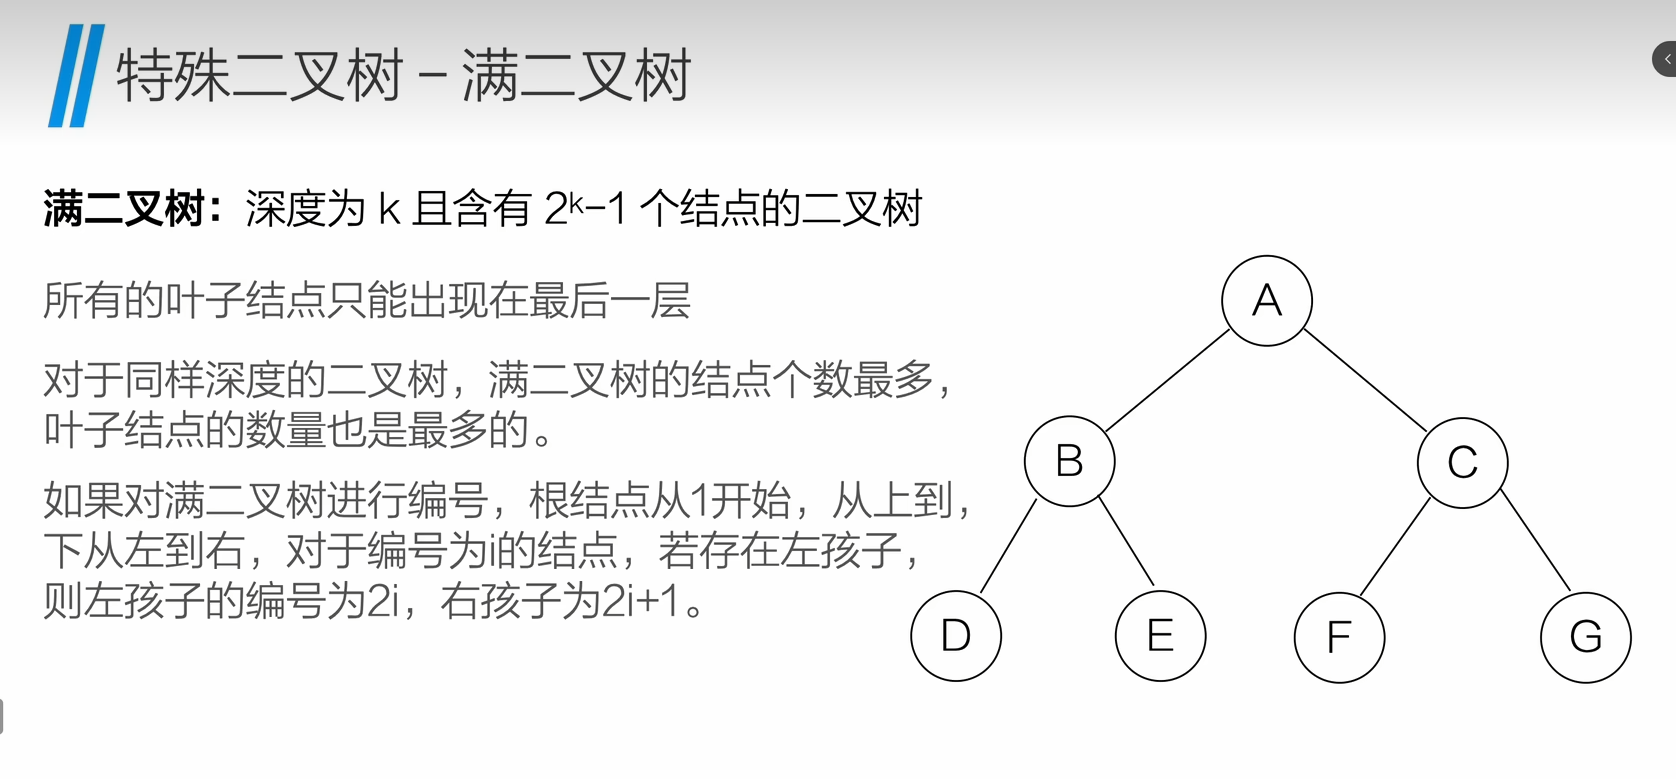 特殊二叉树 – 满二叉树
满二叉树：深度为 k 且含有 2ᵏ–1 个结点的二叉树
所有的叶子结点只能出现在最后一层
对于同样深度的二叉树，满二叉树的结点个数最多，
叶子结点的数量也是最多的。
如果对满二叉树进行编号，根结点从1开始，从上到，
下从左到右，对于编号为i的结点，若存在左孩子，
则左孩子的编号为2i，右孩子为2i+1。
A
B
C
D
E
F
G